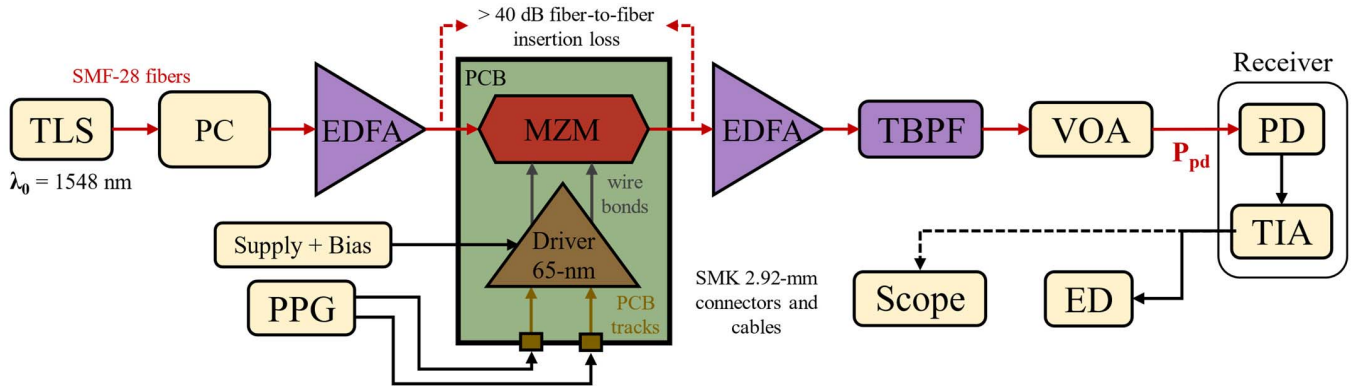 > 40 dB fiber-to-fiber
insertion loss
SMF-28 fibers
PCB
Receiver
TLS
PC
EDFA
MZM
EDFA
TBPF
VOA
PD
P_pd
λ₀ = 1548 nm
wire
bonds
Supply + Bias
Driver
65-nm
TIA
SMK 2.92-mm
connectors and
cables
Scope
ED
PPG
PCB
tracks